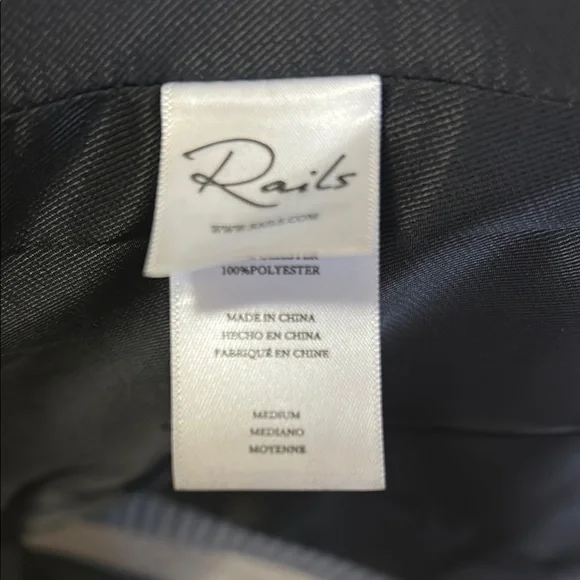 Rails
100%POLYESTER
MADE IN CHINA
HECHO EN CHINA
FABRIQUÉ EN CHINE
MEDIUM
MEDIANO
MOYENNE